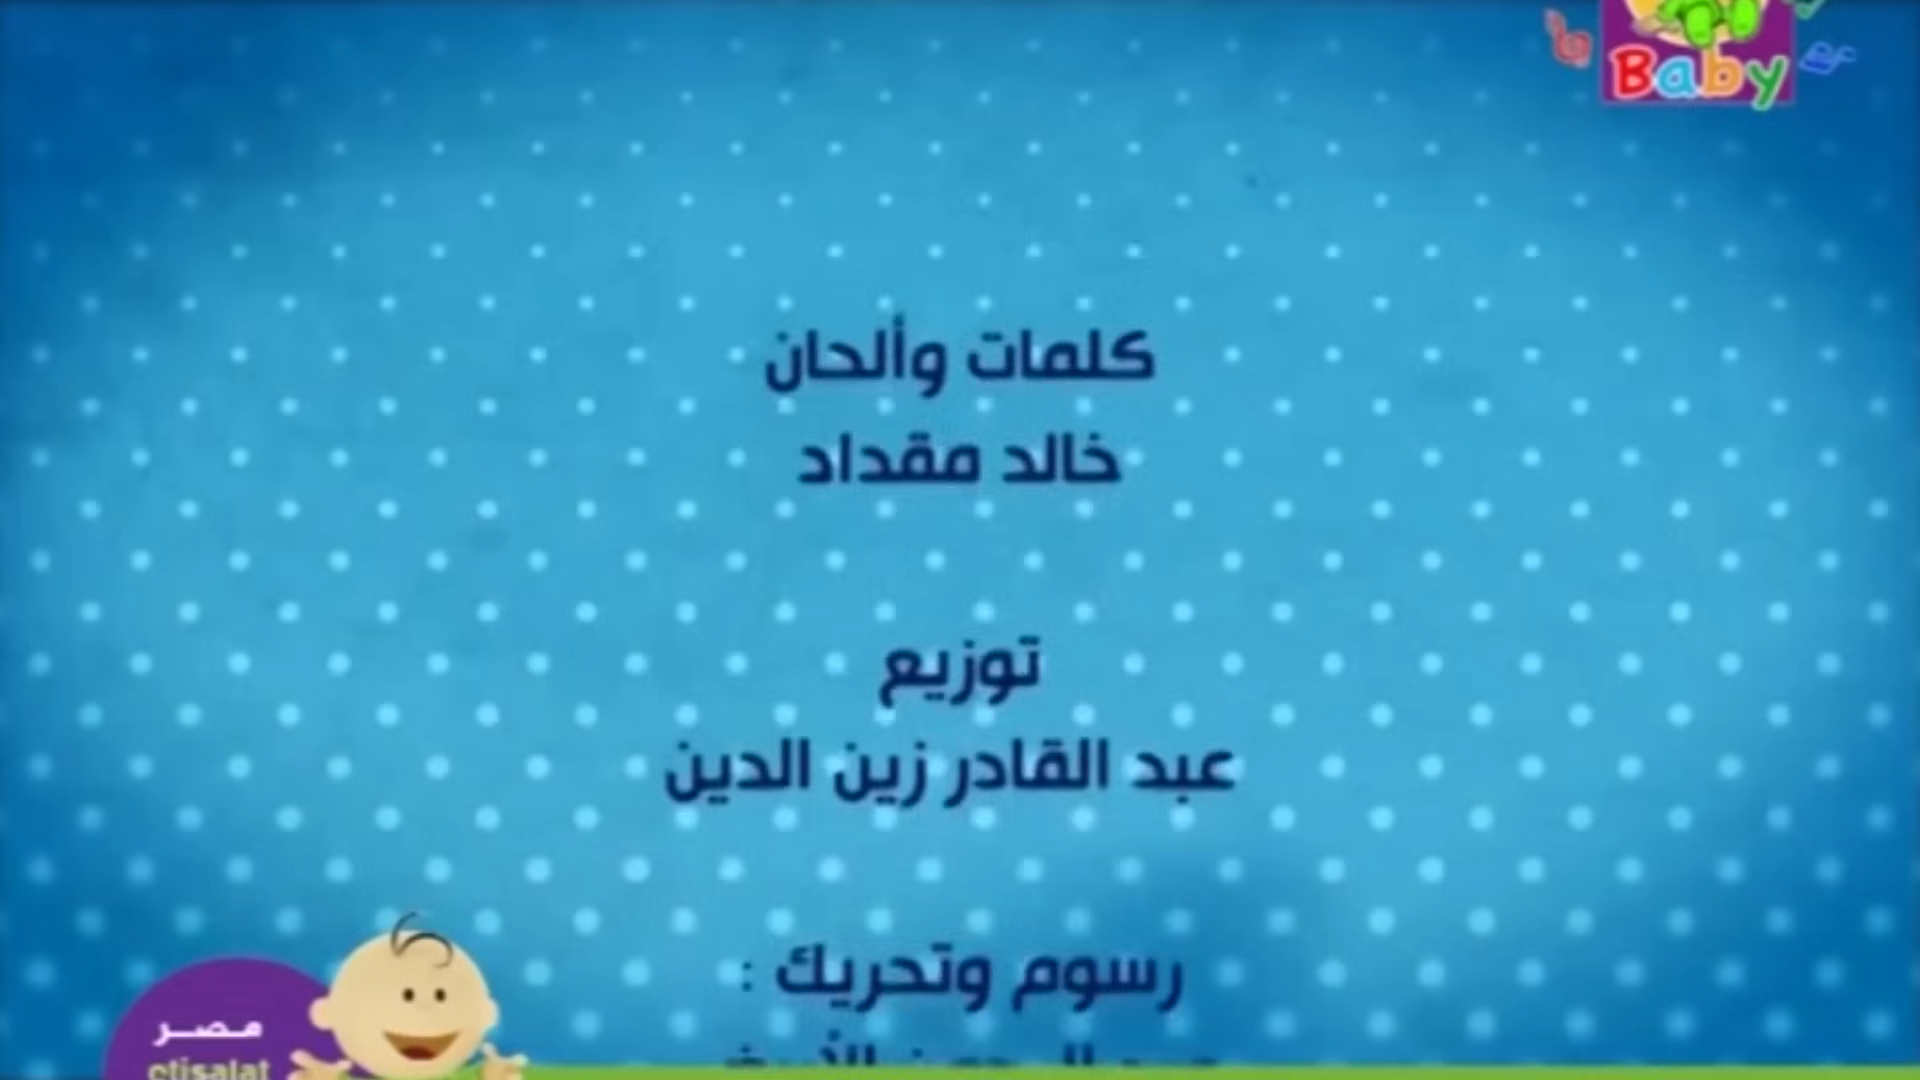 Baby
كلمات وألحان
خالد مقداد
توزيع
عبد القادر زين الدين
رسوم وتحريك :
مصر
etisalat